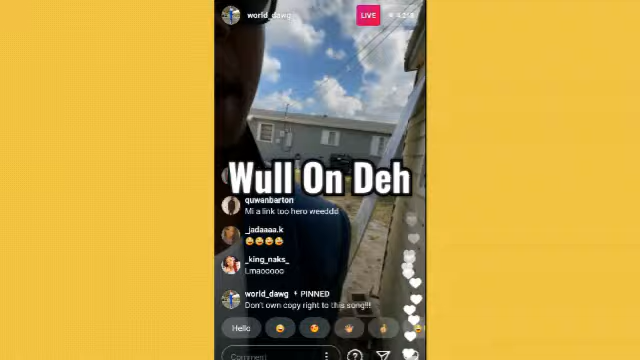 world_dawg
LIVE
Wull On Deh
quwanbarton
Mi a link too hero weeddd
_jadaaaa.k
🤣🤣🤣🤣
_king_naks_
Lmaooooo
world_dawg PINNED
Don't own copy right to this song!!!
Hello
Comment